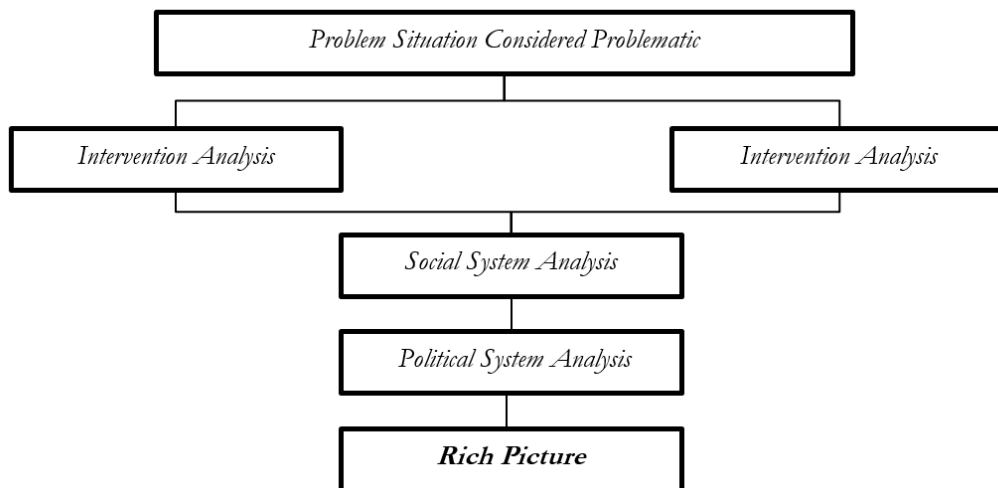 Problem Situation Considered Problematic
Intervention Analysis
Intervention Analysis
Social System Analysis
Political System Analysis
Rich Picture